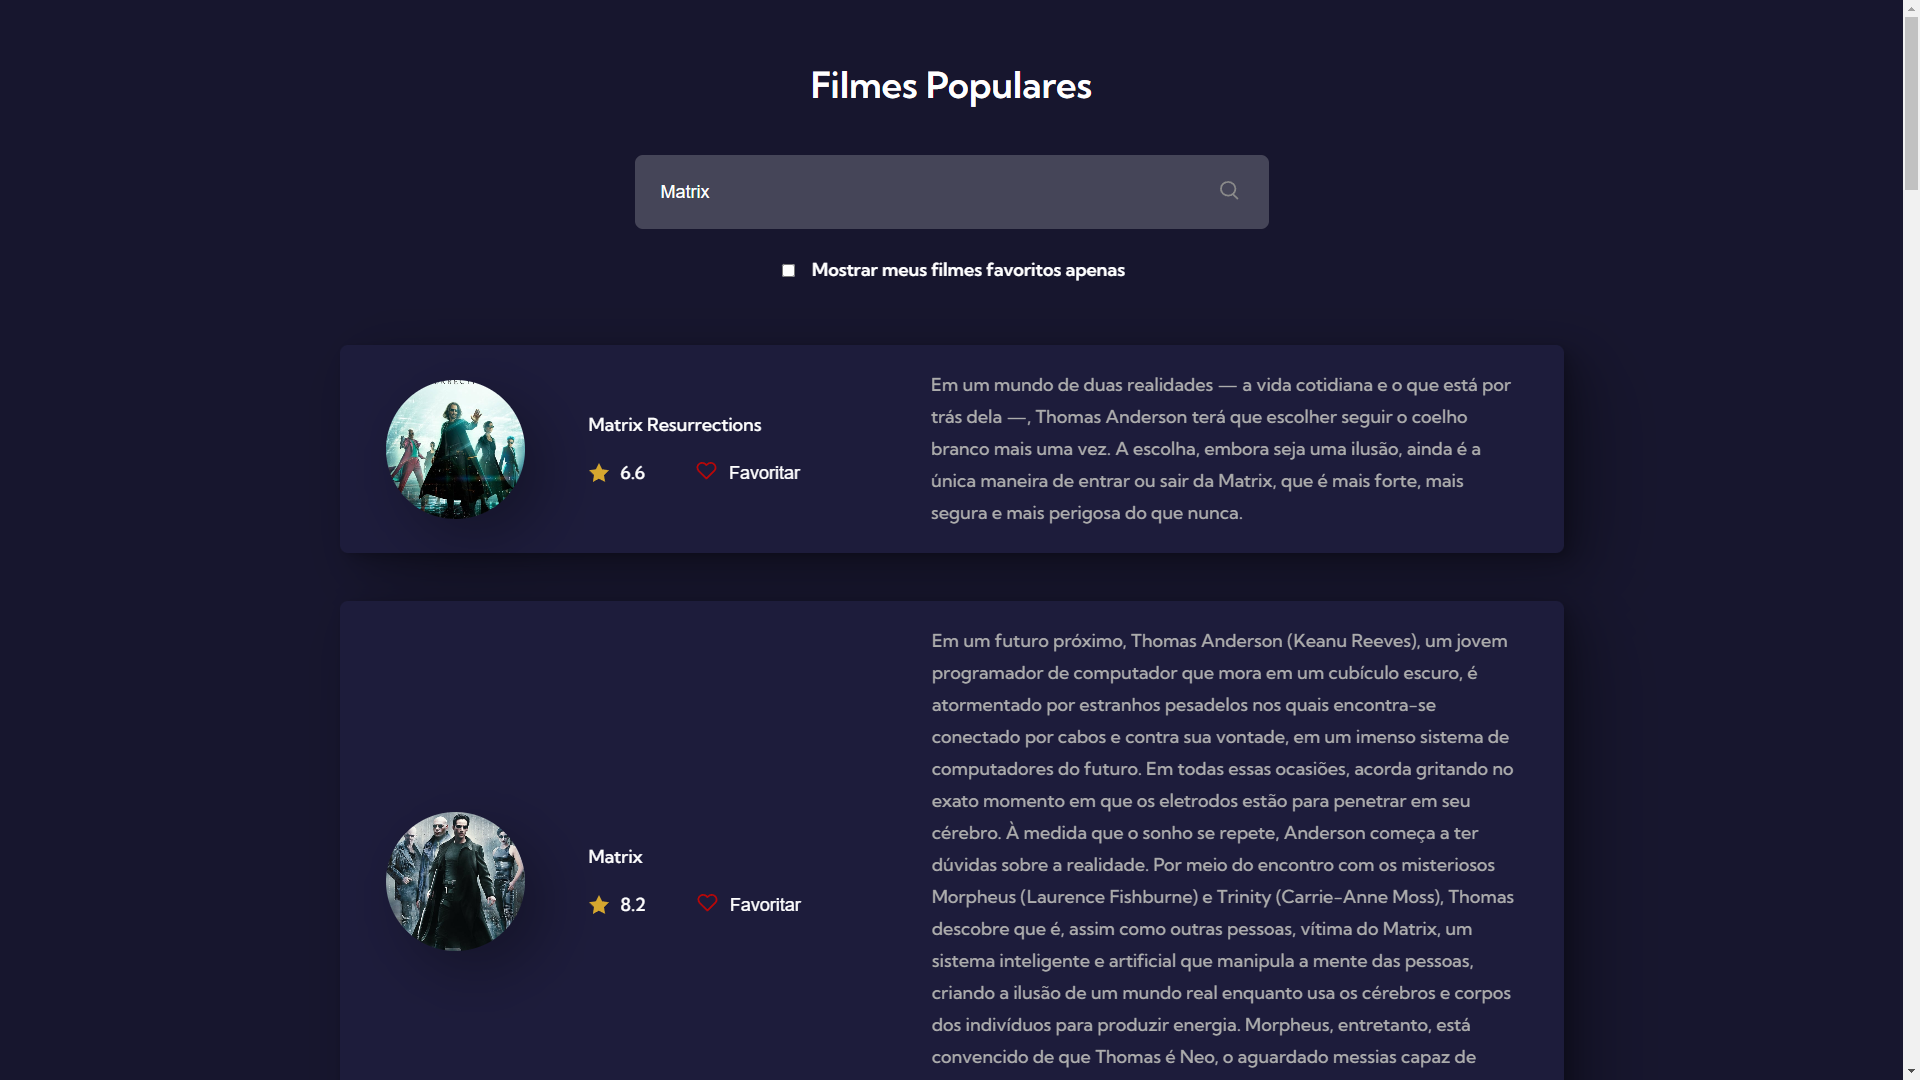 Filmes Populares
Matrix
Mostrar meus filmes favoritos apenas
Matrix Resurrections
6.6
Favoritar
Em um mundo de duas realidades — a vida cotidiana e o que está por
trás dela —, Thomas Anderson terá que escolher seguir o coelho
branco mais uma vez. A escolha, embora seja uma ilusão, ainda é a
única maneira de entrar ou sair da Matrix, que é mais forte, mais
segura e mais perigosa do que nunca.
Matrix
8.2
Favoritar
Em um futuro próximo, Thomas Anderson (Keanu Reeves), um jovem
programador de computador que mora em um cubículo escuro, é
atormentado por estranhos pesadelos nos quais encontra-se
conectado por cabos e contra sua vontade, em um imenso sistema de
computadores do futuro. Em todas essas ocasiões, acorda gritando no
exato momento em que os eletrodos estão para penetrar em seu
cérebro. À medida que o sonho se repete, Anderson começa a ter
dúvidas sobre a realidade. Por meio do encontro com os misteriosos
Morpheus (Laurence Fishburne) e Trinity (Carrie-Anne Moss), Thomas
descobre que é, assim como outras pessoas, vítima do Matrix, um
sistema inteligente e artificial que manipula a mente das pessoas,
criando a ilusão de um mundo real enquanto usa os cérebros e corpos
dos indivíduos para produzir energia. Morpheus, entretanto, está
convencido de que Thomas é Neo, o aguardado messias capaz de